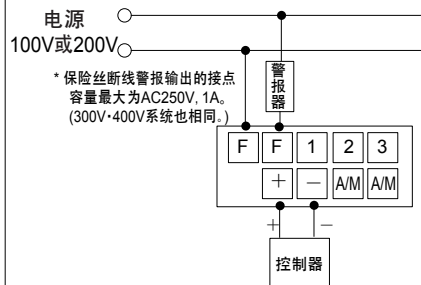 电源
100V或200V
* 保险丝断线警报输出的接点
容量最大为AC250V, 1A。
(300V·400V系统也相同。)
警报器
F F 1 2 3
+ − A/M A/M
+ −
控制器